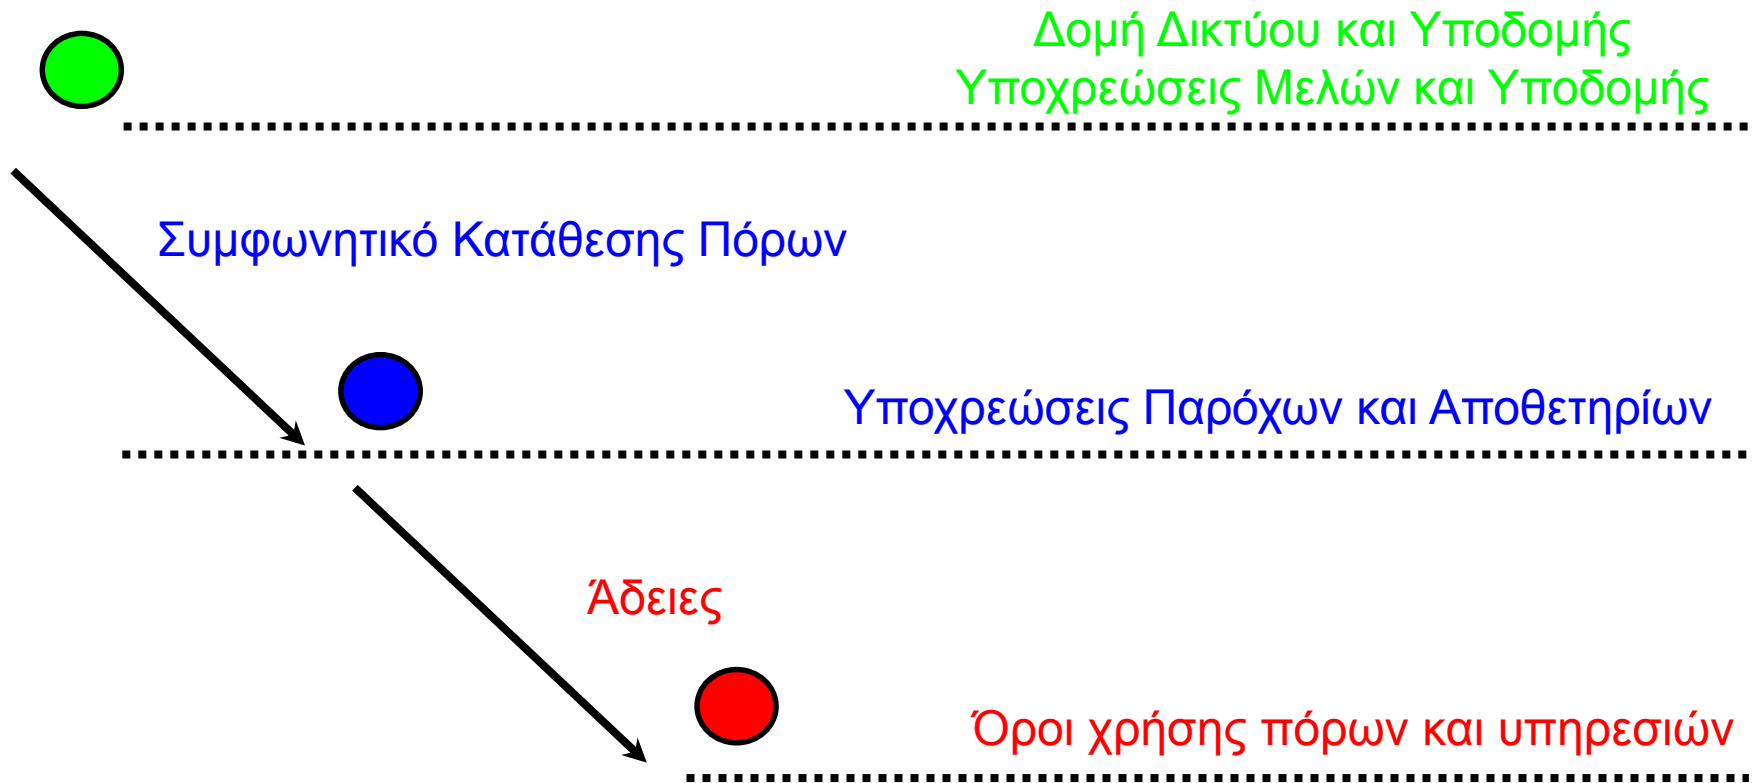 Δομή Δικτύου και Υποδομής
Υποχρεώσεις Μελών και Υποδομής
Συμφωνητικό Κατάθεσης Πόρων
Υποχρεώσεις Παρόχων και Αποθετηρίων
Άδειες
Όροι χρήσης πόρων και υπηρεσιών